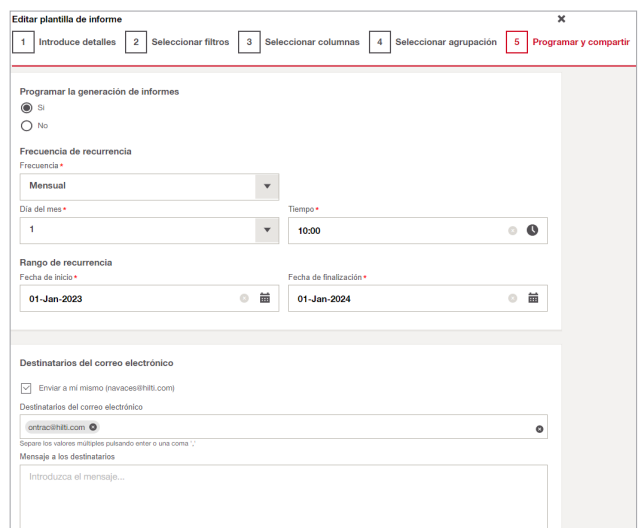 Editar plantilla de informe
1 Introduce detalles 2 Seleccionar filtros 3 Seleccionar columnas 4 Seleccionar agrupación 5 Programar y compartir
Programar la generación de informes
Si
No
Frecuencia de recurrencia
Frecuencia *
Mensual
Día del mes * Tiempo *
1 10:00
Rango de recurrencia
Fecha de inicio * Fecha de finalización *
01-Jan-2023 01-Jan-2024
Destinatarios del correo electrónico
Enviar a mí mismo (navaces@hilti.com)
Destinatarios del correo electrónico
ontrac@hilti.com
Separe los valores múltiples pulsando enter o una coma ','
Mensaje a los destinatarios
Introduzca el mensaje...